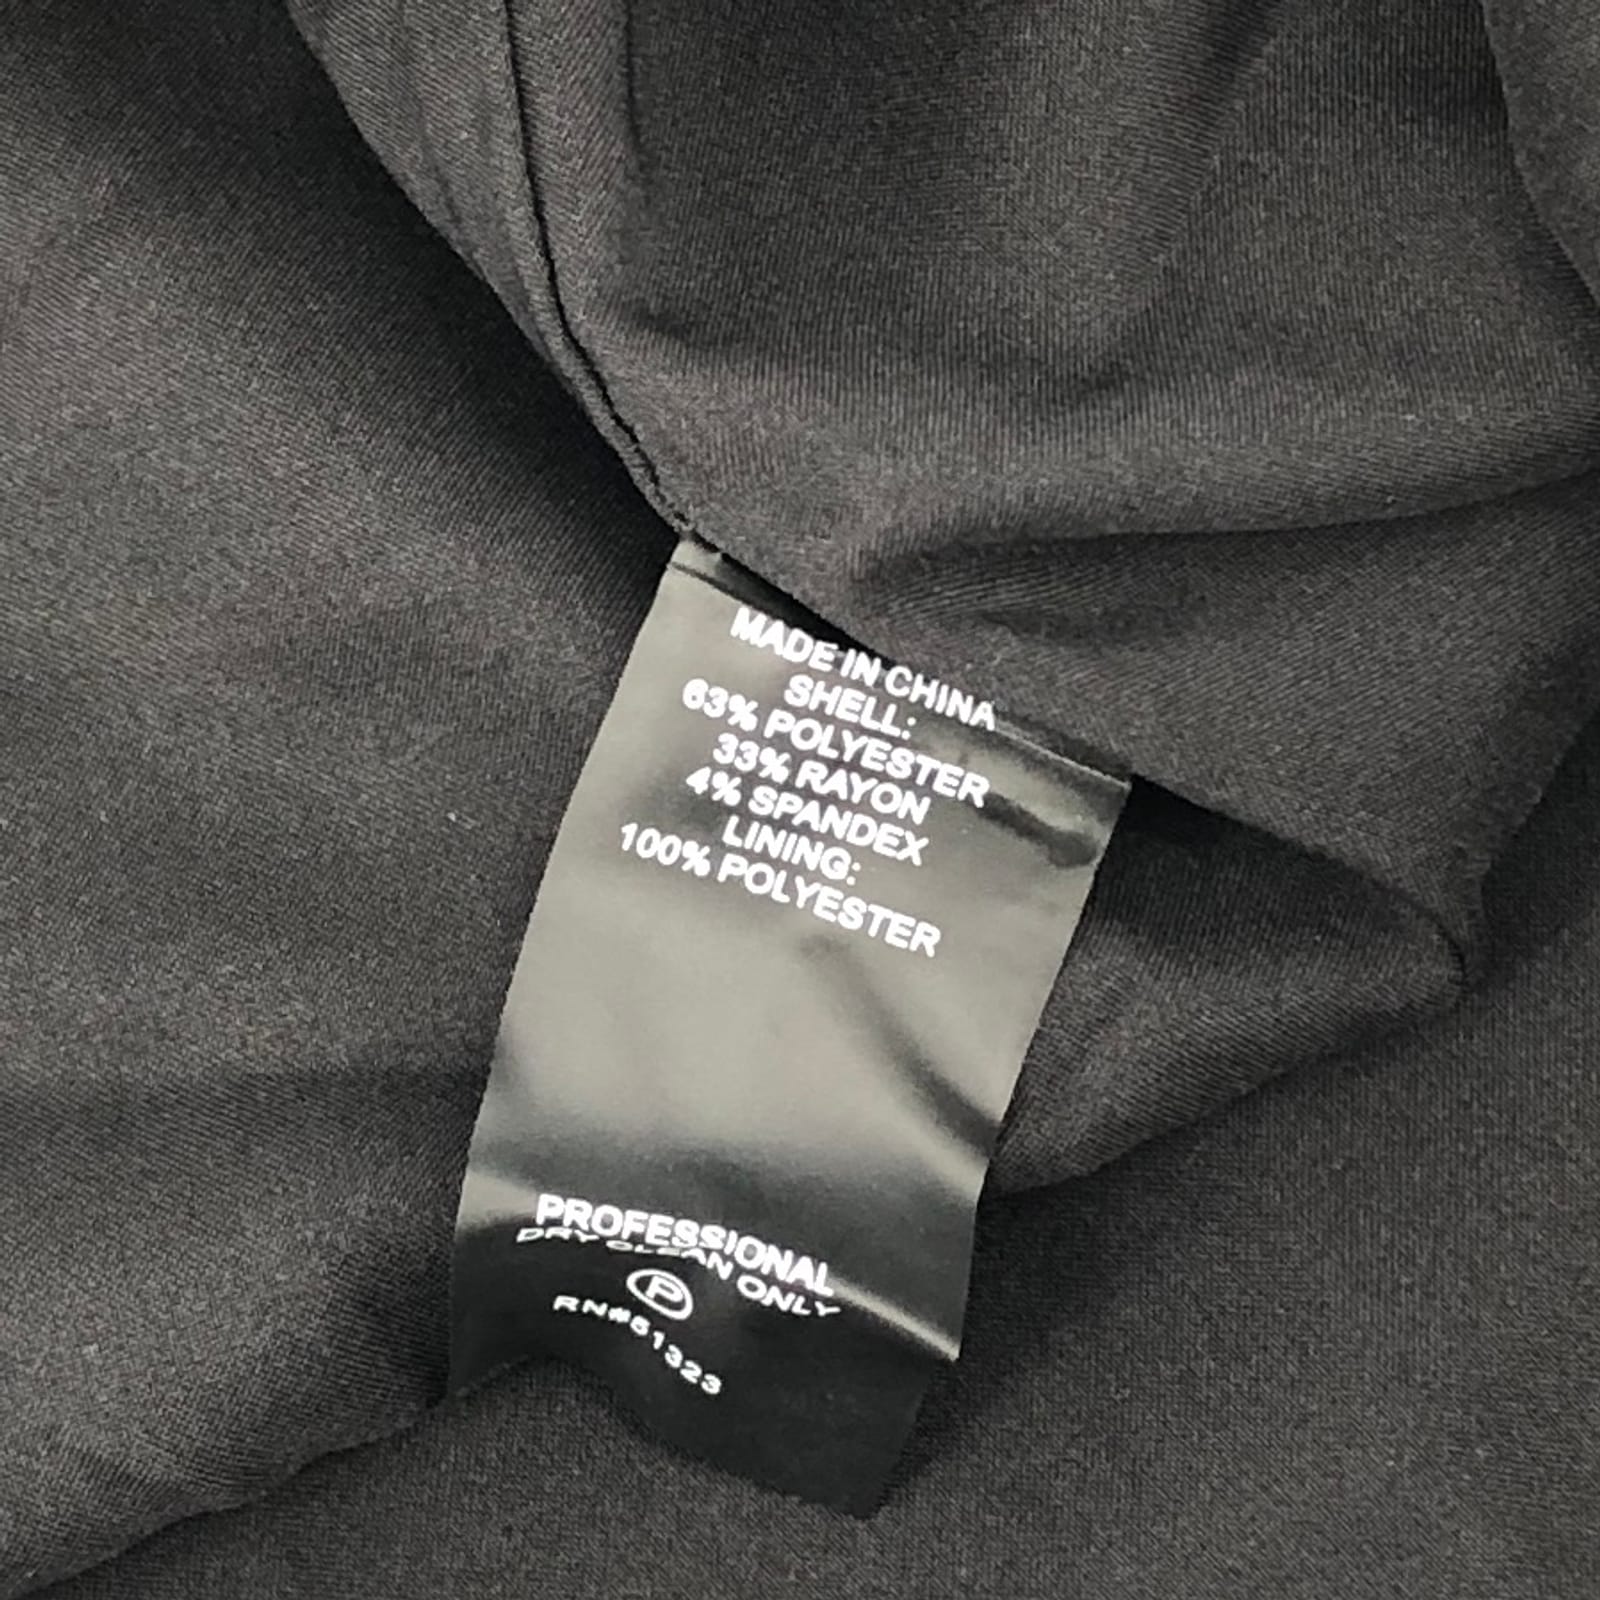 MADE IN CHINA
SHELL:
63% POLYESTER
33% RAYON
4% SPANDEX
LINING:
100% POLYESTER
PROFESSIONAL
DRY CLEAN ONLY
P
RN#51323